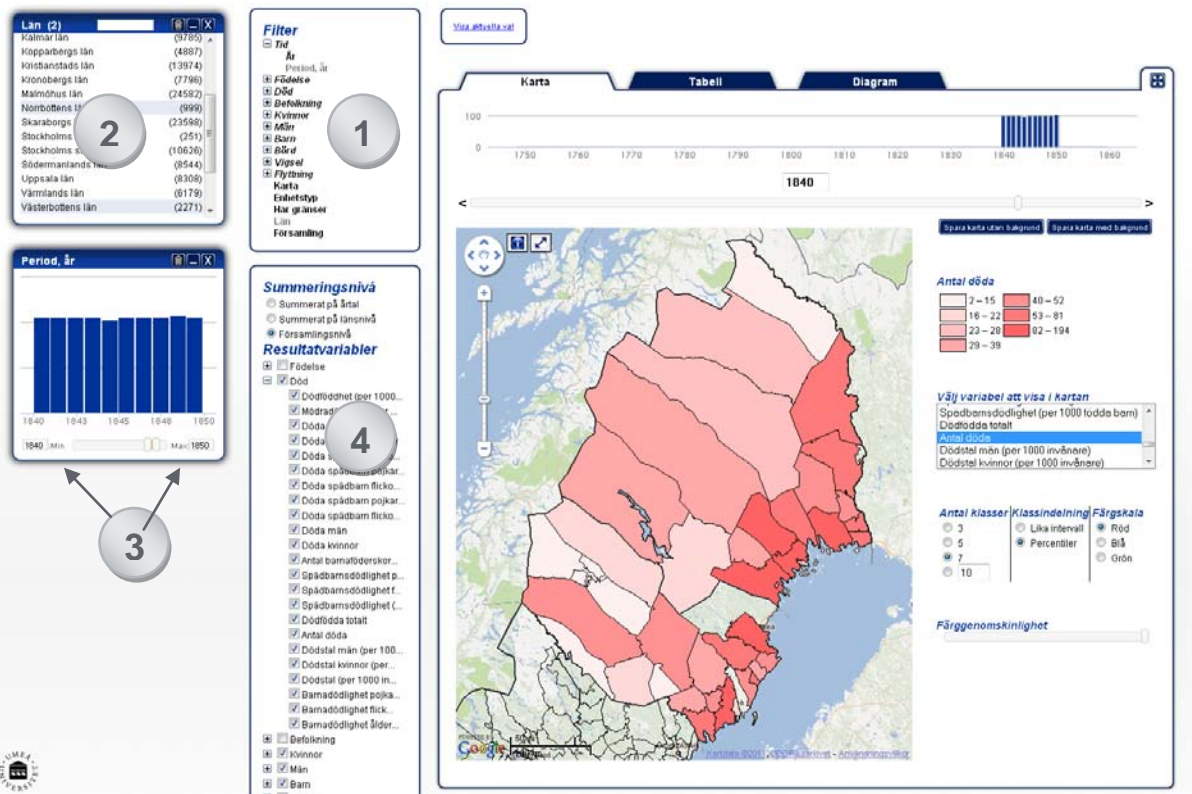 Län (2)
Kalmar län (9785)
Kopparbergs län (4887)
Kristianstads län (13974)
Kronobergs län (7796)
Malmöhus län (24582)
Norrbottens l (999)
Skaraborgs (23598)
Stockholms (251)
Stockholms s (10626)
Södermanlands län (8544)
Uppsala län (8308)
Värmlands län (6179)
Västerbottens län (2271)
2
Period, år
1840 1843 1845 1848 1850
1840 Min Max 1850
3
Filter
Tid
År
Period, år
Födelse
Död
Befolkning
Kvinnor
Män
Barn
Börd
Vigsel
Flyttning
Karta
Enhetstyp
Har gränser
Län
Församling
1
Summeringsnivå
Summerat på årtal
Summerat på länsnivå
Församlingsnivå
Resultatvariabler
Födelse
Död
Dödföddhet (per 1000...
Mödrad
Döda
Döda
Döda s
Döda spädbarn pojkar...
Döda spädbarn flicko...
Döda spädbarn pojkar...
Döda spädbarn flicko...
Döda män
Döda kvinnor
Antal barnaföderskor...
Spädbarnsdödlighet p...
Spädbarnsdödlighet f...
Spädbarnsdödlighet (...
Dödfödda totalt
Antal döda
Dödstal män (per 100...
Dödstal kvinnor (per...
Dödstal (per 1000 in...
Barnadödlighet pojka...
Barnadödlighet flick...
Barnadödlighet ålder...
Befolkning
Kvinnor
Män
Barn
4
Visa aktuella val
Karta Tabell Diagram
100
0
1750 1760 1770 1780 1790 1800 1810 1820 1830 1840 1850 1860
1840
< >
Spara karta utan bakgrund Spara karta med bakgrund
Antal döda
2 – 15 40 – 52
16 – 22 53 – 81
23 – 28 82 – 194
29 – 39
Välj variabel att visa i kartan
Spädbarnsdödlighet (per 1000 födda barn)
Dödfödda totalt
Antal döda
Dödstal män (per 1000 invånare)
Dödstal kvinnor (per 1000 invånare)
Antal klasser Klassindelning Färgskala
3 Lika intervall Röd
5 Percentiler Blå
7 Grön
10
Färggenomskinlighet
Google
Användningsvillkor
UMEÅ UNIVERSITET